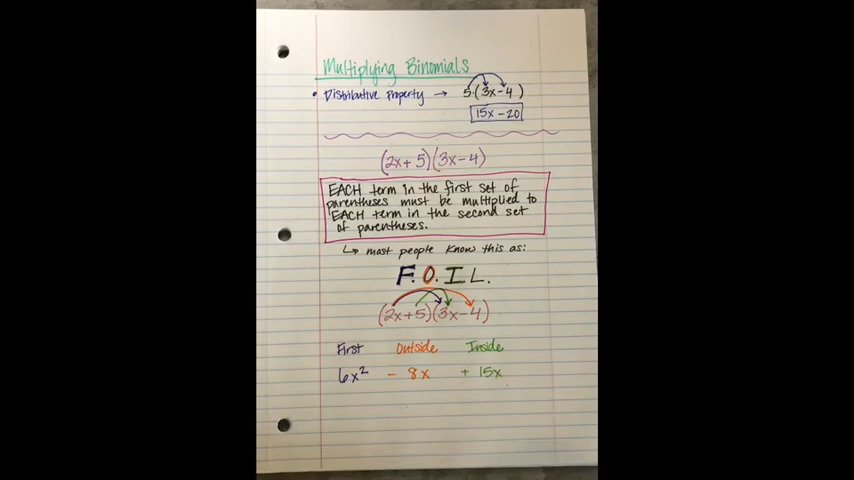 Multiplying Binomials
• Distributive Property → 5·(3x-4)
15x - 20
(2x+5)(3x-4)
EACH term in the first set of
parentheses must be multiplied to
EACH term in the second set
of parentheses.
↳ most people know this as:
F.O.I.L.
(2x+5)(3x-4)
First Outside Inside
6x² - 8x + 15x